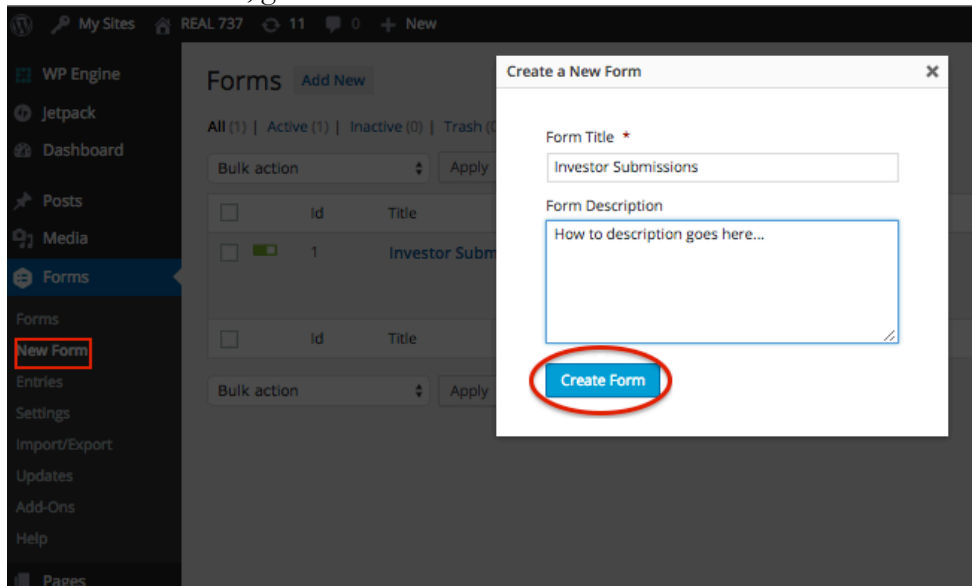 My Sites REAL 737 11 0 + New
WP Engine
Jetpack
Dashboard
Posts
Media
Forms
Forms
New Form
Entries
Settings
Import/Export
Updates
Add-Ons
Help
Pages
Forms Add New
All (1) | Active (1) | Inactive (0) | Trash (
Bulk action Apply
Id Title
1 Investor Subm
Id Title
Bulk action Apply
Create a New Form
Form Title *
Investor Submissions
Form Description
How to description goes here...
Create Form